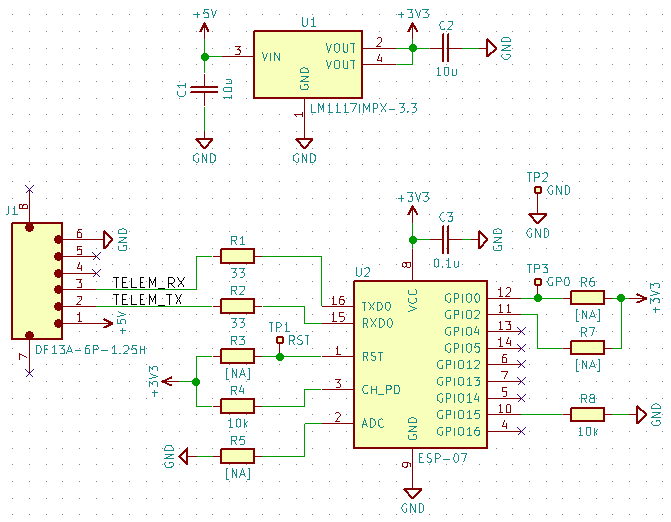 +5V
U1
+3V3
C2
3
VIN
VOUT
2
VOUT
4
GND
C1
10u
GND
10u
LM1117IMPX-3.3
1
GND
GND
J1
8
6
GND
5
4
3
TELEM_RX
2
TELEM_TX
1
+5V
7
DF13A-6P-1.25H
R1
33
R2
33
TP1
RST
R3
[NA]
+3V3
R4
10k
R5
GND
[NA]
+3V3
C3
GND
0.1u
TP2
GND
GND
U2
8
VCC
16
TXDO
15
RXDO
1
RST
3
CH_PD
2
ADC
GPIO0
12
GPIO2
11
GPIO4
13
GPIO5
14
GPIO12
6
GPIO13
7
GPIO14
5
GPIO15
10
GPIO16
4
GND
9
ESP-07
GND
TP3
GP0
R6
[NA]
+3V3
R7
[NA]
R8
10k
GND